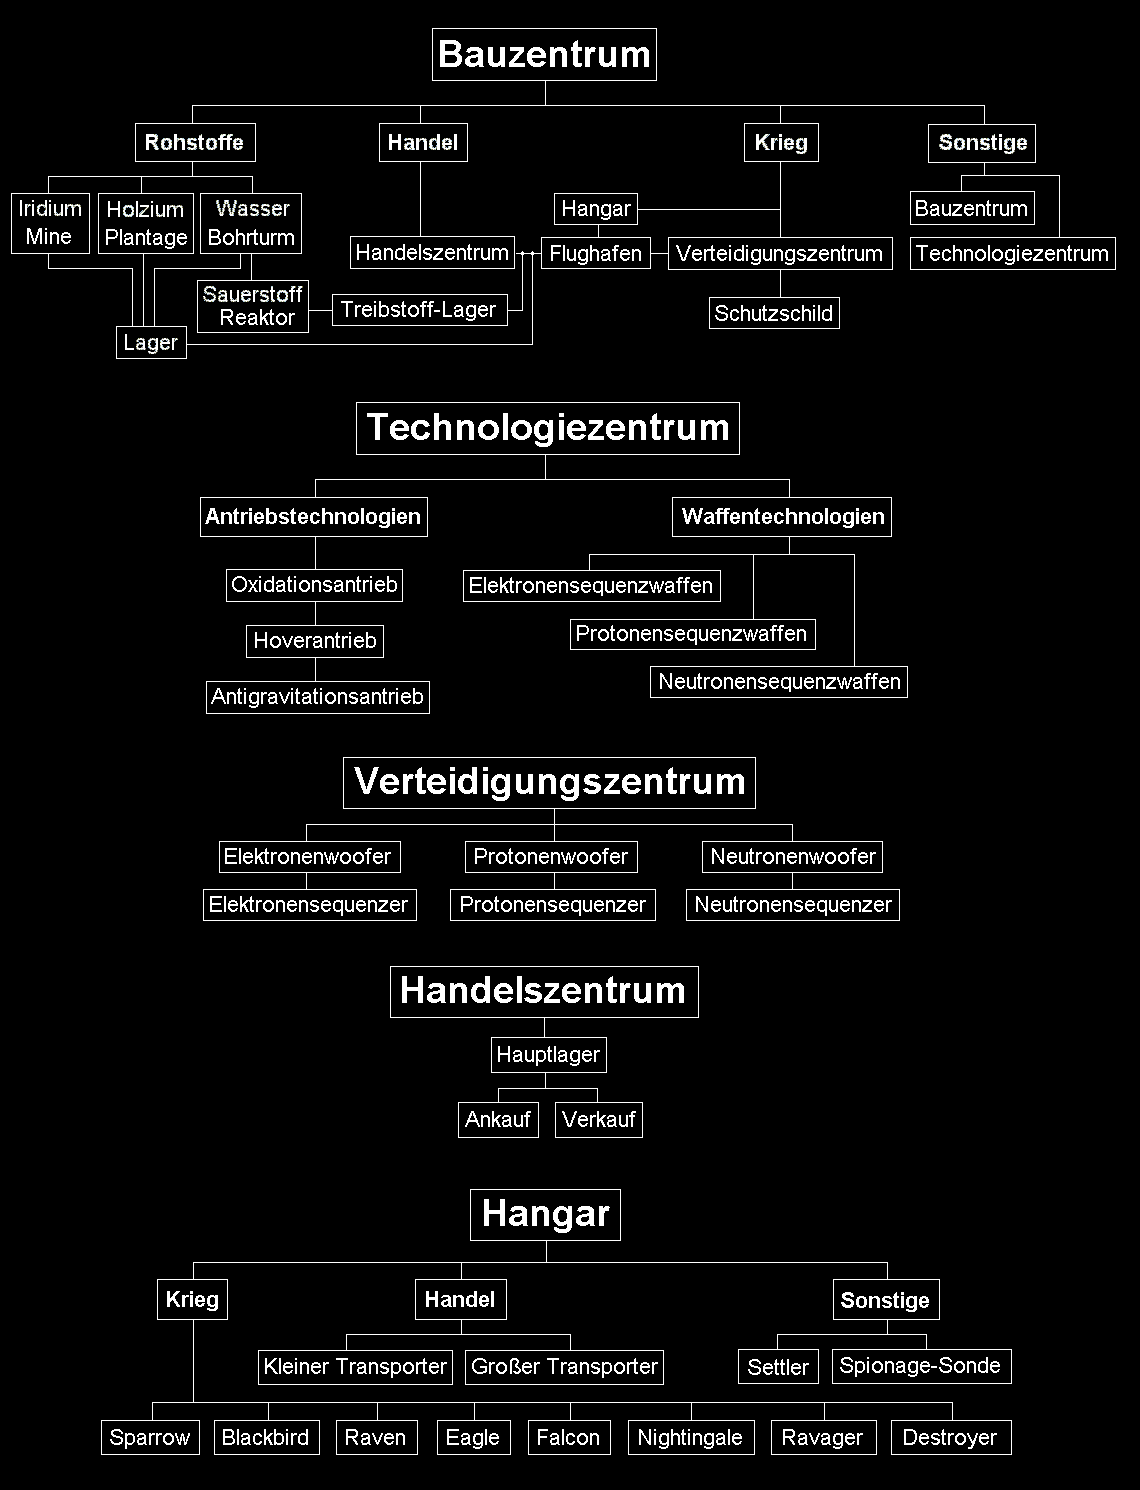 Bauzentrum
Rohstoffe
Handel
Krieg
Sonstige
Iridium
Mine
Holzium
Plantage
Wasser
Bohrturm
Hangar
Bauzentrum
Handelszentrum
Flughafen
Verteidigungszentrum
Technologiezentrum
Sauerstoff
Reaktor
Treibstoff-Lager
Schutzschild
Lager
Technologiezentrum
Antriebstechnologien
Waffentechnologien
Oxidationsantrieb
Elektronensequenzwaffen
Hoverantrieb
Protonensequenzwaffen
Antigravitationsantrieb
Neutronensequenzwaffen
Verteidigungszentrum
Elektronenwoofer
Protonenwoofer
Neutronenwoofer
Elektronensequenzer
Protonensequenzer
Neutronensequenzer
Handelszentrum
Hauptlager
Ankauf
Verkauf
Hangar
Krieg
Handel
Sonstige
Kleiner Transporter
Großer Transporter
Settler
Spionage-Sonde
Sparrow
Blackbird
Raven
Eagle
Falcon
Nightingale
Ravager
Destroyer